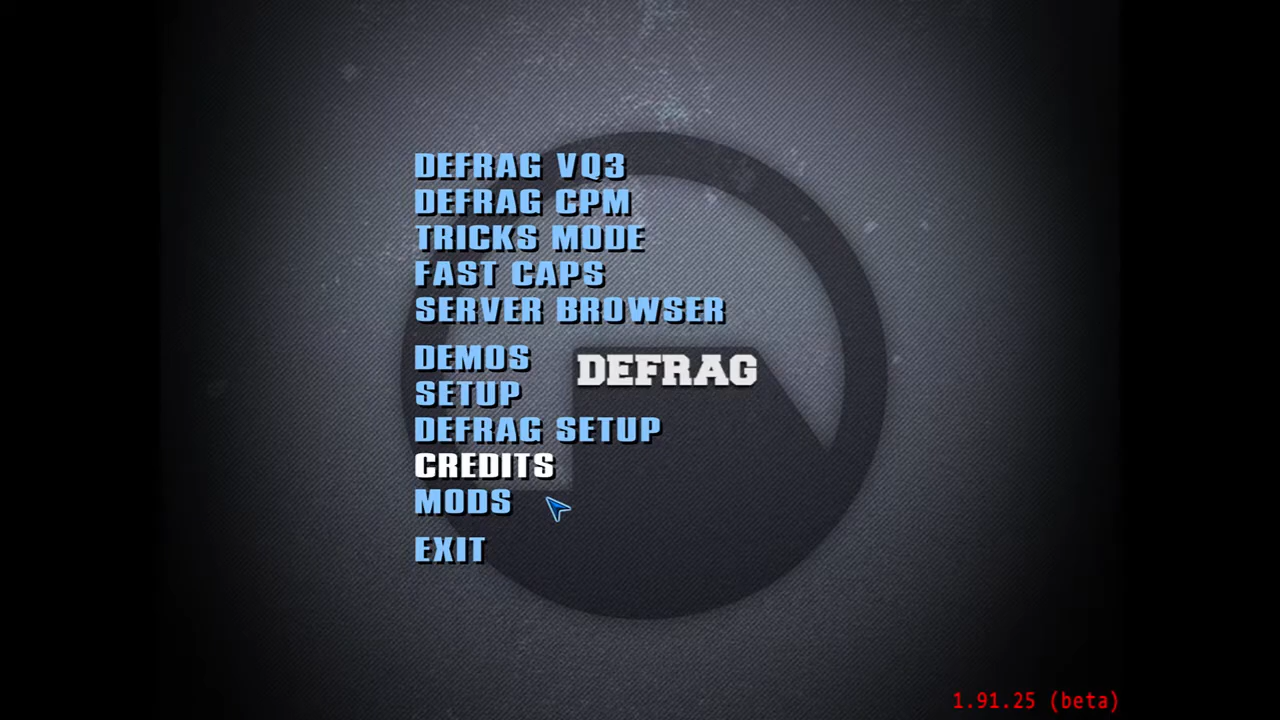 DEFRAG VQ3
DEFRAG CPM
TRICKS MODE
FAST CAPS
SERVER BROWSER
DEMOS
DEFRAG
SETUP
DEFRAG SETUP
CREDITS
MODS
EXIT
1.91.25 (beta)